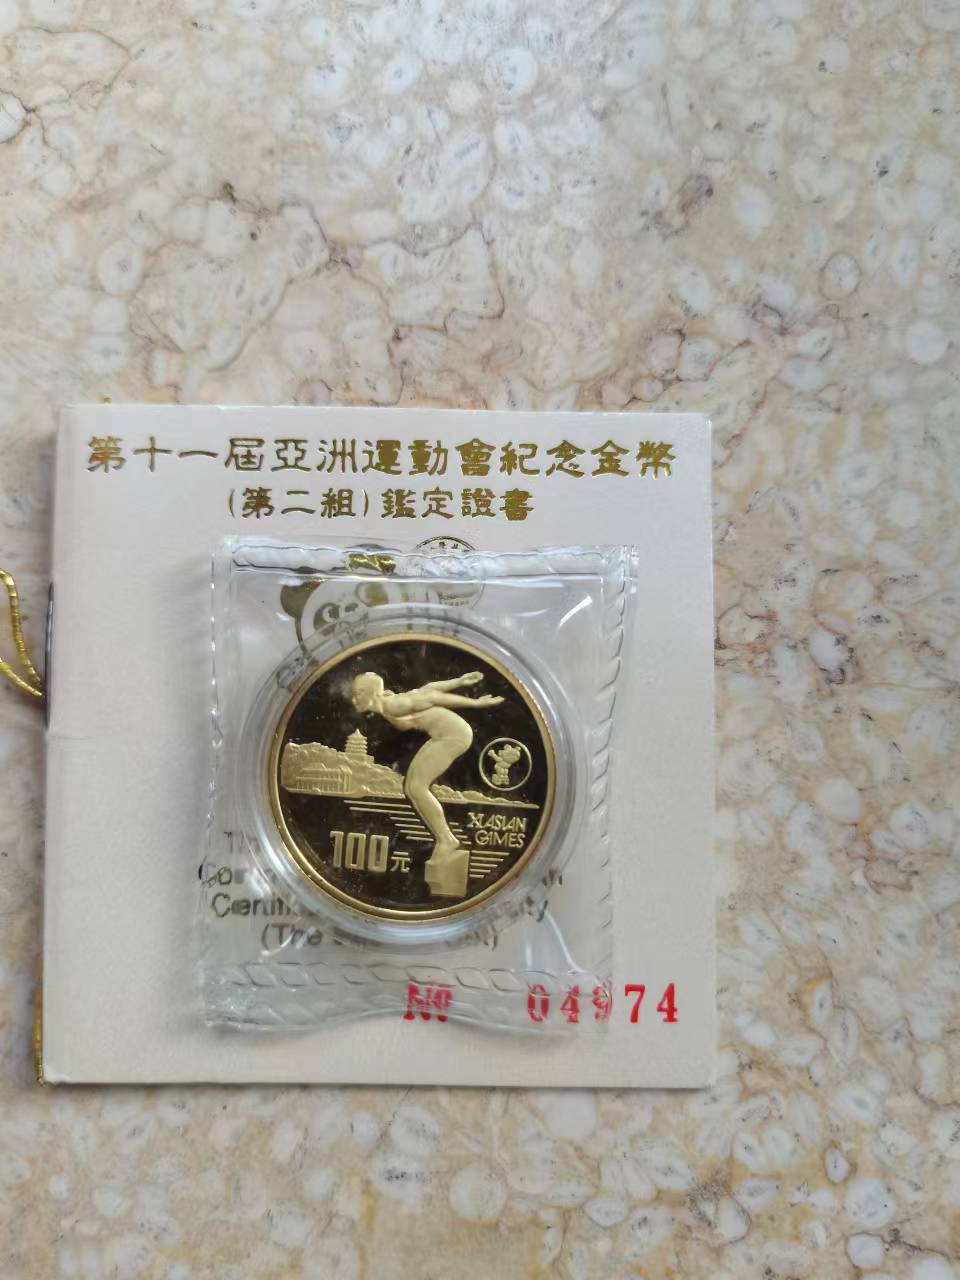 第十一屆亞洲運動會紀念金幣
(第二組)鑑定證書
100元
XI ASIAN
GAMES
(The
№ 04974